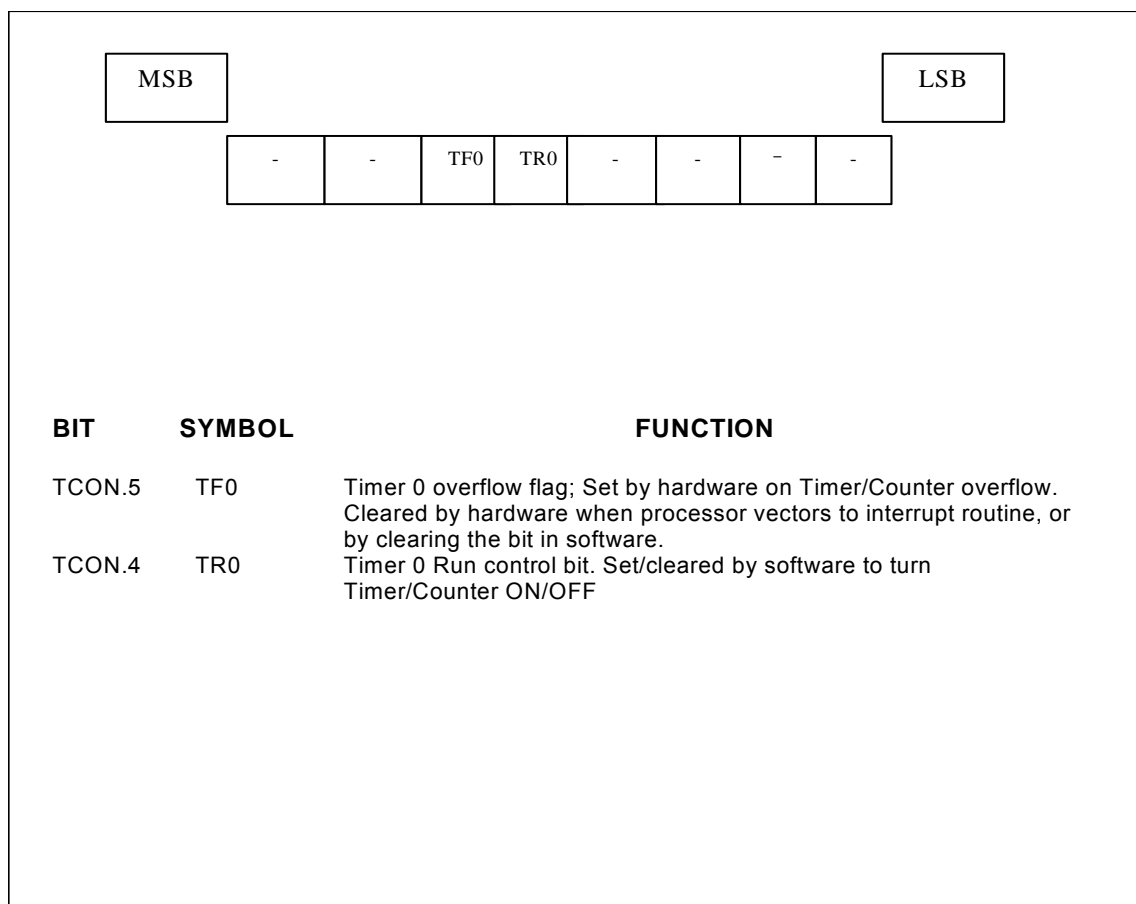 MSB LSB
- - TF0 TR0 - - - -
BIT SYMBOL FUNCTION
TCON.5 TF0 Timer 0 overflow flag; Set by hardware on Timer/Counter overflow.
Cleared by hardware when processor vectors to interrupt routine, or
by clearing the bit in software.
TCON.4 TR0 Timer 0 Run control bit. Set/cleared by software to turn
Timer/Counter ON/OFF